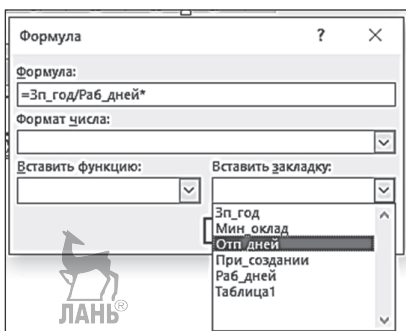 Формула ? ×
Формула:
=Зп_год/Раб_дней*
Формат числа:
Вставить функцию: Вставить закладку:
Зп_год
Мин_оклад
Отп_дней
При_создании
Раб_дней
Таблица1
ЛАНЬ®